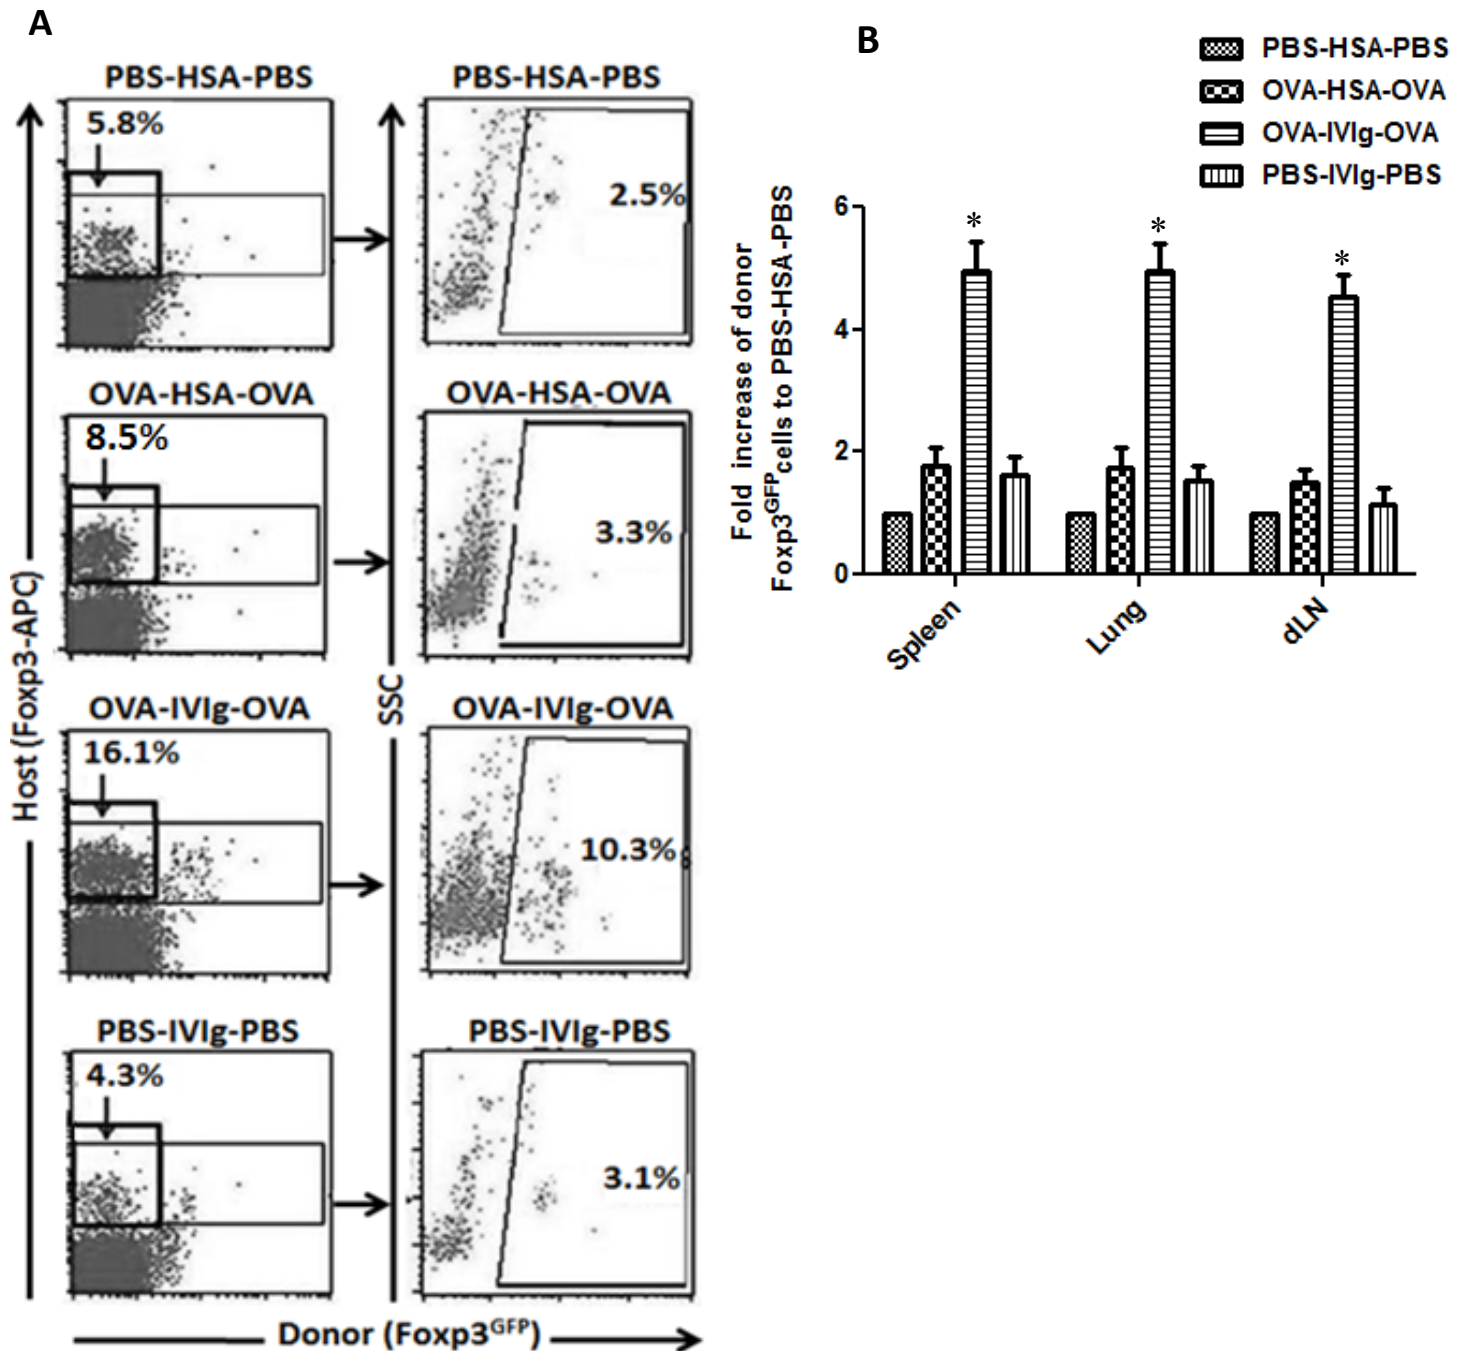 A
PBS-HSA-PBS
PBS-HSA-PBS
5.8%
2.5%
OVA-HSA-OVA
OVA-HSA-OVA
8.5%
3.3%
OVA-IVIg-OVA
OVA-IVIg-OVA
16.1%
10.3%
PBS-IVIg-PBS
PBS-IVIg-PBS
4.3%
3.1%
Host (Foxp3-APC)
SSC
Donor (Foxp3GFP)
B
PBS-HSA-PBS
OVA-HSA-OVA
OVA-IVIg-OVA
PBS-IVIg-PBS
Fold increase of donor
Foxp3GFP cells to PBS-HSA-PBS
6
4
2
0
*
*
*
Spleen
Lung
dLN